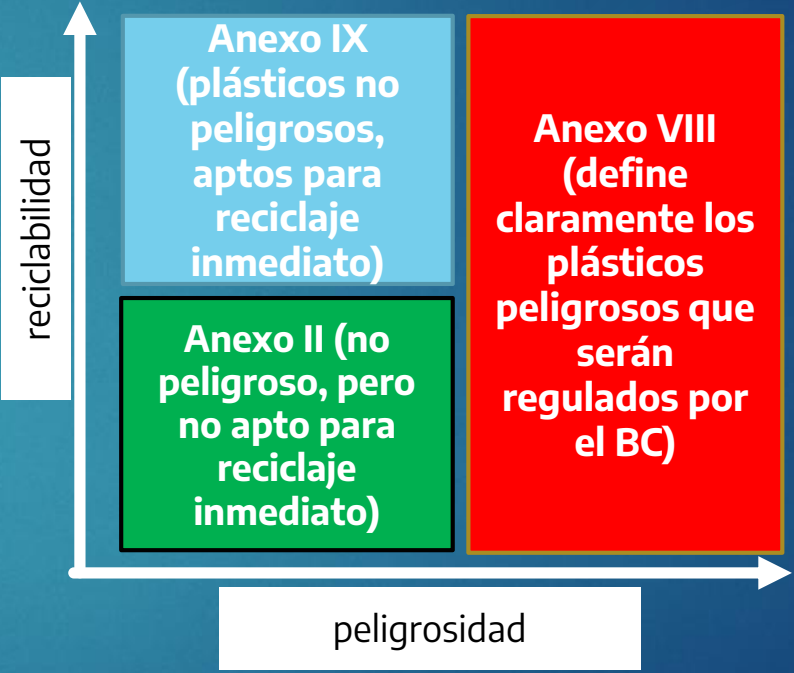 reciclabilidad
Anexo IX
(plásticos no
peligrosos,
aptos para
reciclaje
inmediato)
Anexo II (no
peligroso, pero
no apto para
reciclaje
inmediato)
Anexo VIII
(define
claramente los
plásticos
peligrosos que
serán
regulados por
el BC)
peligrosidad